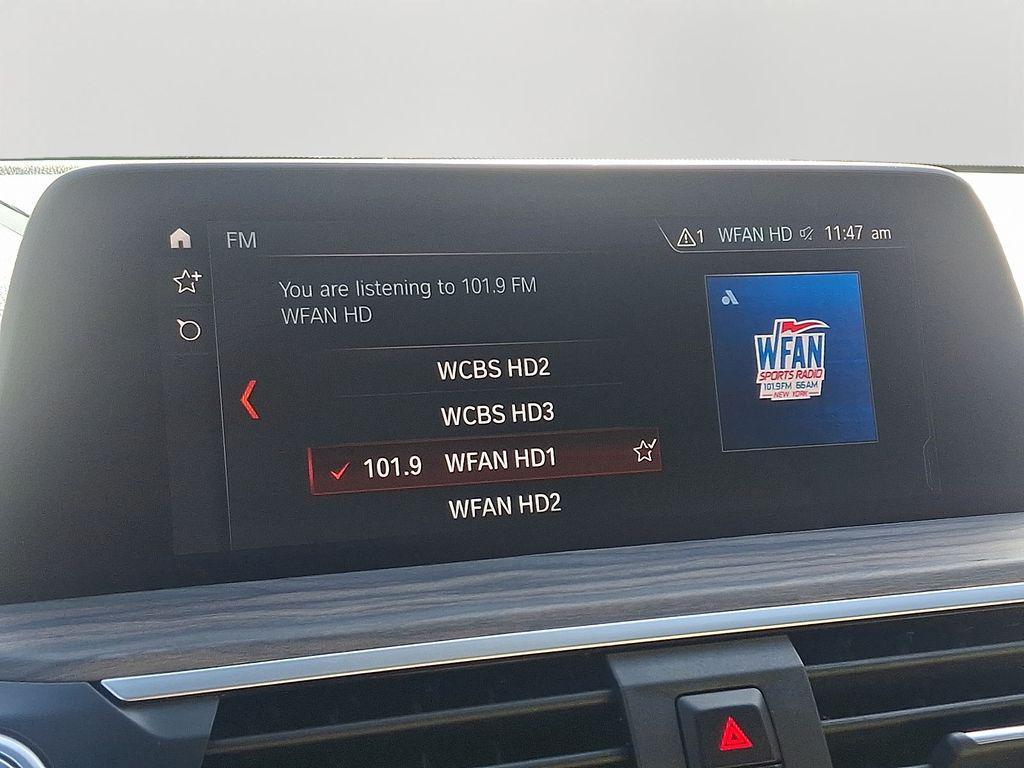 FM
1 WFAN HD 11:47 am
You are listening to 101.9 FM
WFAN HD
WCBS HD2
WCBS HD3
101.9 WFAN HD1
WFAN HD2
WFAN
SPORTS RADIO
101.9FM 66AM
NEW YORK